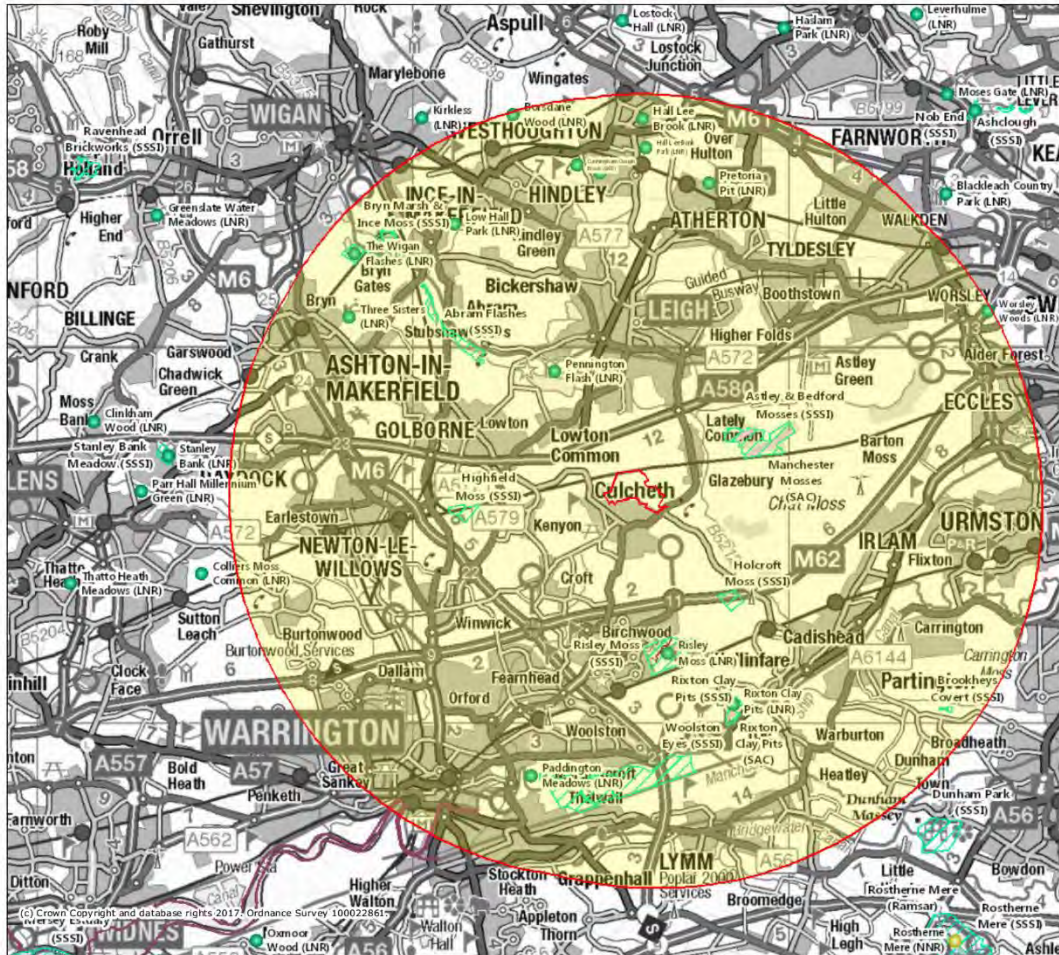 Shevington
Rock
Aspull
Lostock
Hall (LNR)
Haslam
Park (LNR)
Leverhulme
(LNR)
Roby
Mill
Gathurst
Lostock
Junction
168
B5239
Marylebone
Wingates
WIGAN
Kirkless
(LNR)
Borsdane
Wood (LNR)
Hall Lee
Brook (LNR)
M61
Moses Gate (LNR)
Nob End
(SSSI)
Ashclough
(SSSI)
Ravenhead
Brickworks (SSSI)
Orrell
WESTHOUGHTON
Over
Hulton
FARNWORTH
Holland
Pretoria
Pit (LNR)
Blackleach Country
Park (LNR)
Higher
End
Greenslate Water
Meadows (LNR)
HINDLEY
Bryn Marsh &
Ince Moss (SSSI)
Low Hall
Park (LNR)
Little
Hulton
WALKDEN
ATHERTON
A577
TYLDESLEY
The Wigan
Flashes (LNR)
Bryn
Gates
Hindley
Green
M6
Bickershaw
Guided
Busway
Boothstown
Bryn
Three Sisters
(LNR)
Abram
Abram Flashes
(SSSI)
LEIGH
WORSLEY
Worsley
Woods (LNR)
BILLINGE
Higher Folds
Crank
Garswood
A572
Alder Forest
Chadwick
Green
ASHTON-IN-
MAKERFIELD
Pennington
Flash (LNR)
Astley
Green
A580
Moss
Bank
Clinkham
Wood (LNR)
Astley & Bedford
Mosses (SSSI)
ECCLES
GOLBORNE
Lowton
Lately
Common
Lowton
Common
12
Barton
Moss
Stanley Bank
Meadow (SSSI)
Stanley
Bank (LNR)
HAYDOCK
M6
Manchester
Mosses
(SAC)
Parr Hall Millennium
Green (LNR)
Highfield
Moss (SSSI)
Culcheth
Glazebury
Chat Moss
A572
Earlestown
A579
Kenyon
B5212
URMSTON
NEWTON-LE-
WILLOWS
M62
IRLAM
Flixton
Thatto
Heath
Thatto Heath
Meadows (LNR)
Colliers Moss
Common (LNR)
Croft
Holcroft
Moss (SSSI)
Sutton
Leach
B5204
Winwick
Birchwood
Cadishead
Carrington
Burtonwood
Burtonwood Services
Risley Moss
(SSSI)
Risley
Moss (LNR)
A6144
Carrington
Moss
Clock
Face
Dallam
Fearnhead
Partington
Brookheys
Covert (SSSI)
Orford
Rixton Clay
Pits (SSSI)
Rixton Clay
Pits (LNR)
WARRINGTON
Woolston
Woolston
Eyes (SSSI)
Rixton
Clay Pits
(SAC)
Warburton
Broadheath
A557
Bold
Heath
A57
Great
Sankey
Paddington
Meadows (LNR)
Heatley
Dunham
Town
Penketh
Thelwall
14
Dunham
Massey
Dunham Park
(SSSI)
A56
Farnworth
A562
Bridgewater
LYMM
Poplar 2000
Services
Bowdon
Ditton
Stockton
Heath
Grappenhall
Little
Rostherne Mere
(Ramsar)
Higher
Walton
Broomedge
(c) Crown Copyright and database rights 2017. Ordnance Survey 100022861.
Appleton
Thorn
Rostherne
Mere (SSSI)
WIDNES
Oxmoor
Wood (LNR)
A56
Walton
Hall
High
Legh
Rostherne
Mere (NNR)